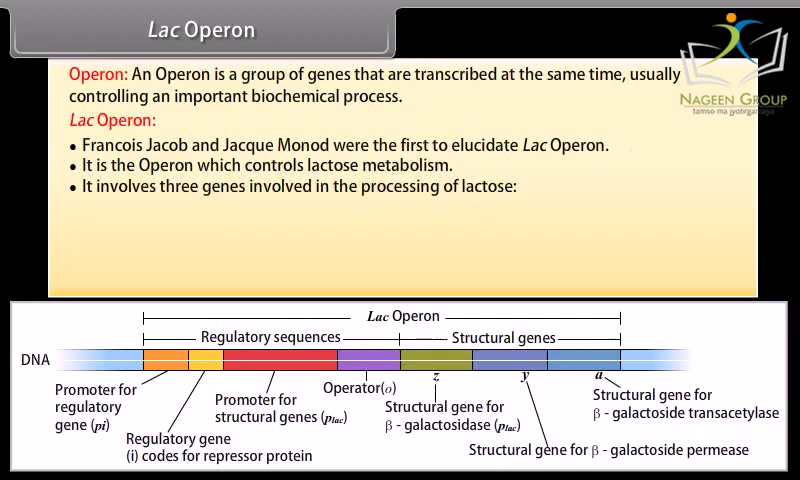 Lac Operon
NAGEEN GROUP
tamso ma jyotirgamaya
Operon: An Operon is a group of genes that are transcribed at the same time, usually
controlling an important biochemical process.
Lac Operon:
• Francois Jacob and Jacque Monod were the first to elucidate Lac Operon.
• It is the Operon which controls lactose metabolism.
• It involves three genes involved in the processing of lactose:
Lac Operon
Regulatory sequences
Structural genes
DNA
Promoter for
regulatory
gene (pi)
Regulatory gene
(i) codes for repressor protein
Promoter for
structural genes (plac)
Operator(o)
z
Structural gene for
β - galactosidase (plac)
y
Structural gene for β - galactoside permease
a
Structural gene for
β - galactoside transacetylase